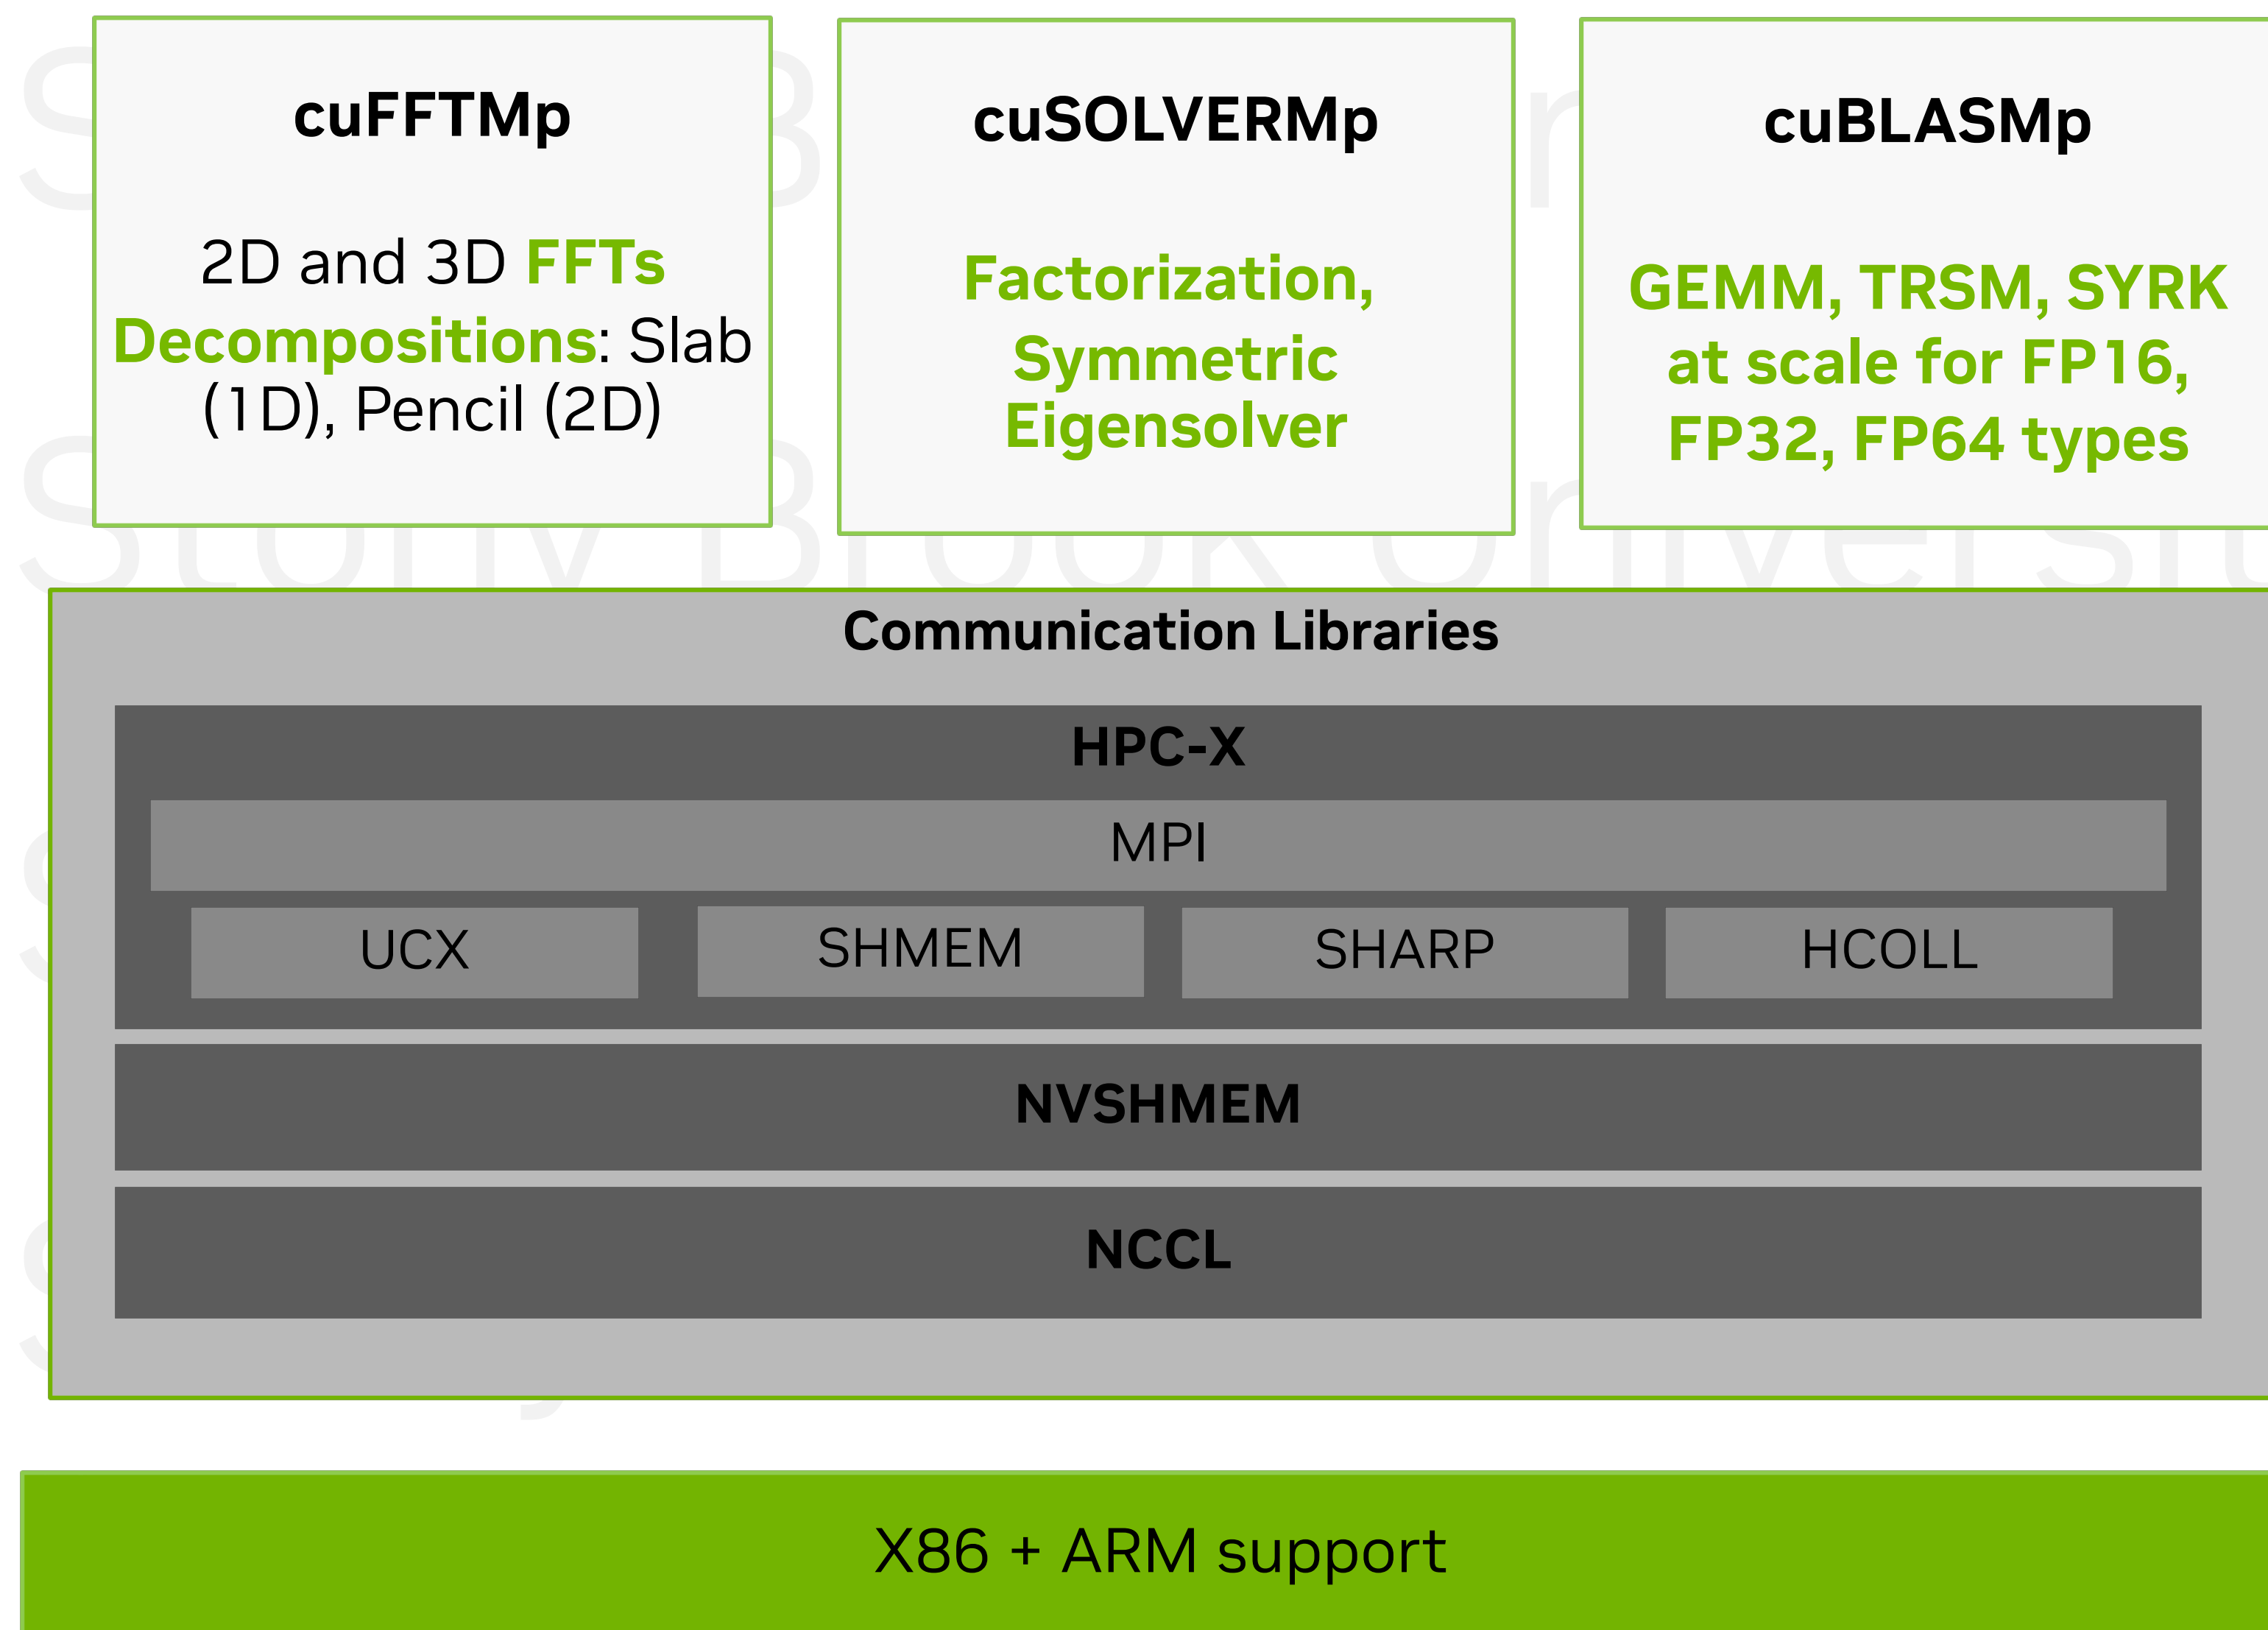 cuFFTMp
2D and 3D FFTs
Decompositions: Slab
(1D), Pencil (2D)
cuSOLVERMp
Factorization,
Symmetric
Eigensolver
cuBLASMp
GEMM, TRSM, SYRK
at scale for FP16,
FP32, FP64 types
Communication Libraries
HPC-X
MPI
UCX
SHMEM
SHARP
HCOLL
NVSHMEM
NCCL
X86 + ARM support